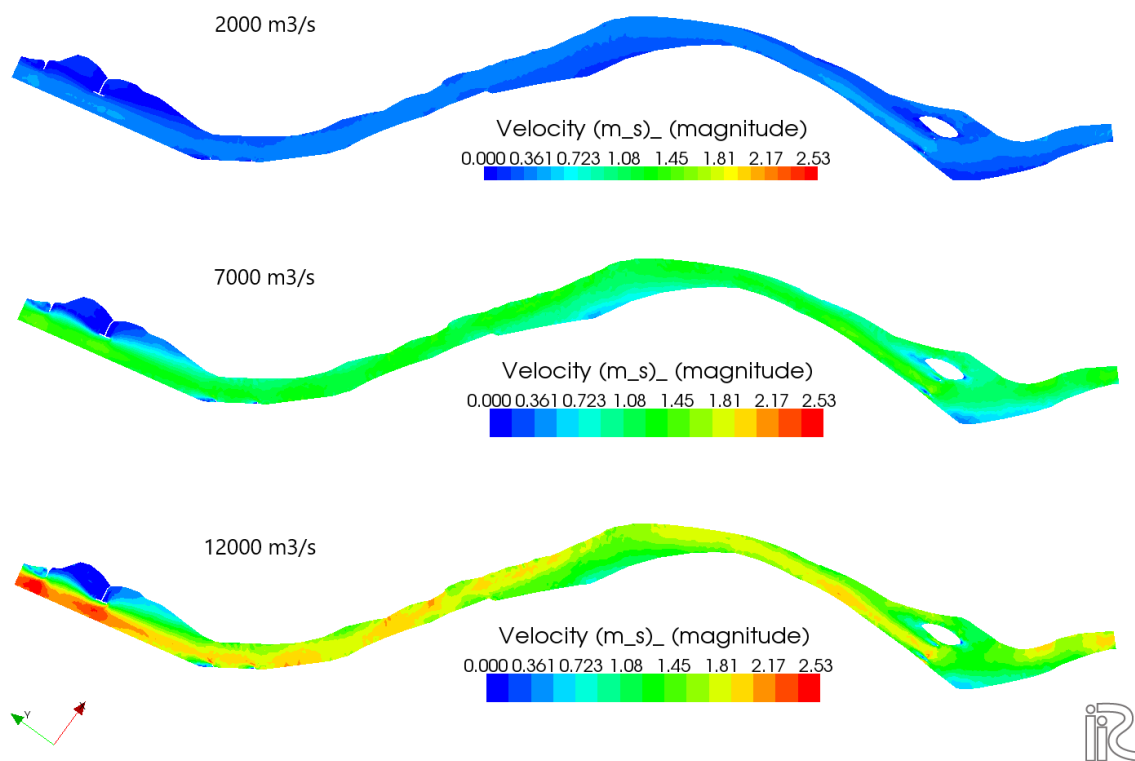 2000 m3/s
Velocity (m_s)_ (magnitude)
0.000 0.361 0.723 1.08 1.45 1.81 2.17 2.53
7000 m3/s
Velocity (m_s)_ (magnitude)
0.000 0.361 0.723 1.08 1.45 1.81 2.17 2.53
12000 m3/s
Velocity (m_s)_ (magnitude)
0.000 0.361 0.723 1.08 1.45 1.81 2.17 2.53
Y